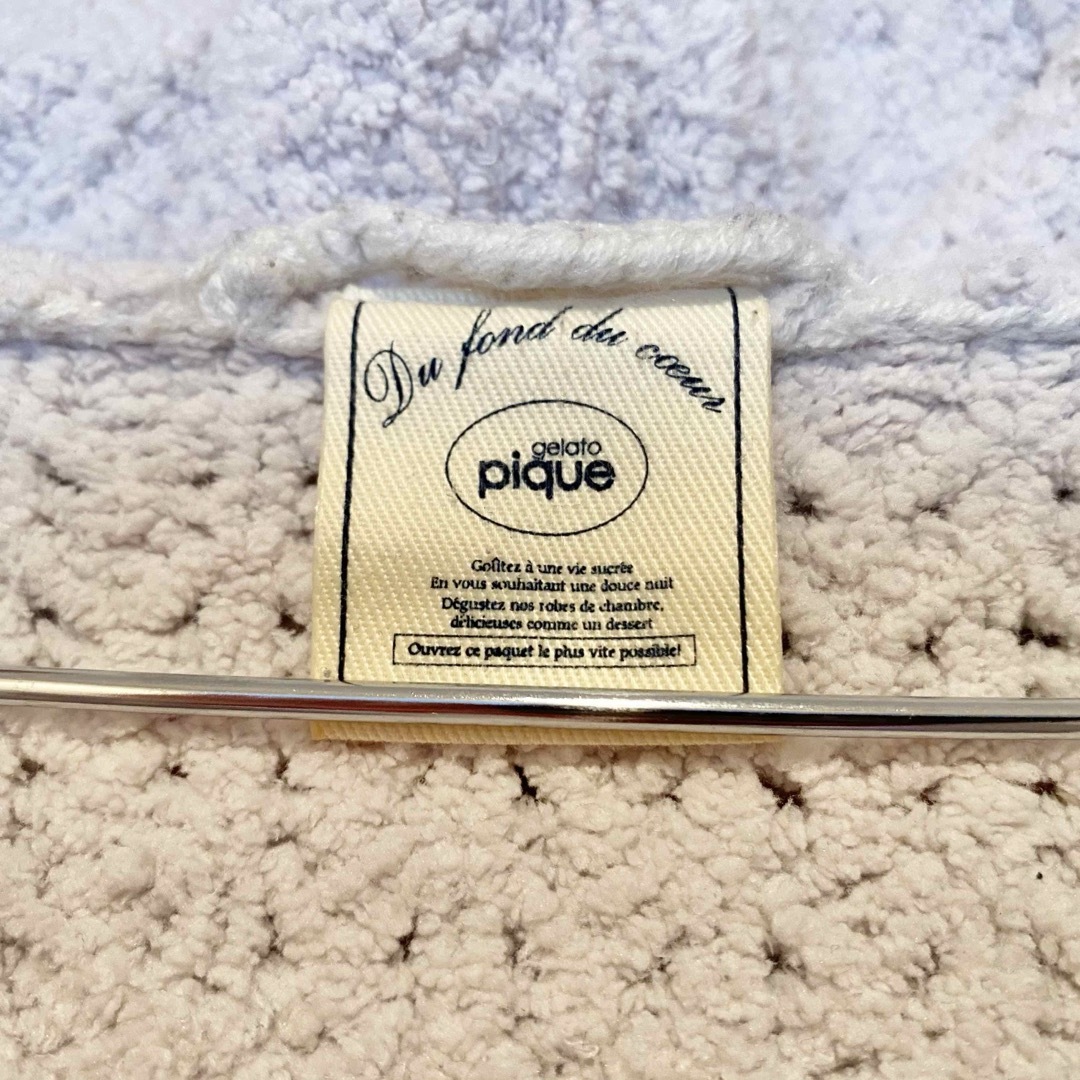 Du fond du cœur
gelato
pique
Goûtez à une vie sucrée
En vous souhaitant une douce nuit
Dégustez nos robes de chambre,
délicieuses comme un dessert
Ouvrez ce paquet le plus vite possible!